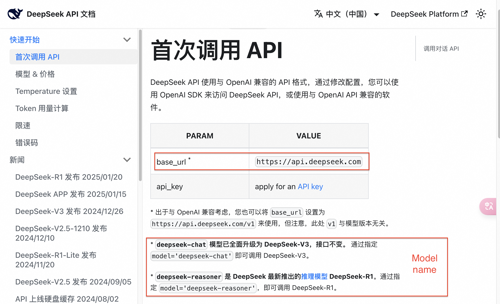 DeepSeek API 文档
中文（中国）
DeepSeek Platform
快速开始
首次调用 API
模型 & 价格
Temperature 设置
Token 用量计算
限速
错误码
新闻
DeepSeek-R1 发布 2025/01/20
DeepSeek APP 发布 2025/01/15
DeepSeek-V3 发布 2024/12/26
DeepSeek-V2.5-1210 发布
2024/12/10
DeepSeek-R1-Lite 发布
2024/11/20
DeepSeek-V2.5 发布 2024/09/05
API 上线硬盘缓存 2024/08/02
首次调用 API
DeepSeek API 使用与 OpenAI 兼容的 API 格式，通过修改配置，您可以使
用 OpenAI SDK 来访问 DeepSeek API，或使用与 OpenAI API 兼容的软
件。
PARAM VALUE
base_url * https://api.deepseek.com
api_key apply for an API key
* 出于与 OpenAI 兼容考虑，您也可以将 base_url 设置为
https://api.deepseek.com/v1 来使用，但注意，此处 v1 与模型版本无关。
* deepseek-chat 模型已全面升级为 DeepSeek-V3，接口不变。 通过指定
model='deepseek-chat' 即可调用 DeepSeek-V3。
* deepseek-reasoner 是 DeepSeek 最新推出的推理模型 DeepSeek-R1。通过指
定 model='deepseek-reasoner'，即可调用 DeepSeek-R1。
Model
name
调用对话 API